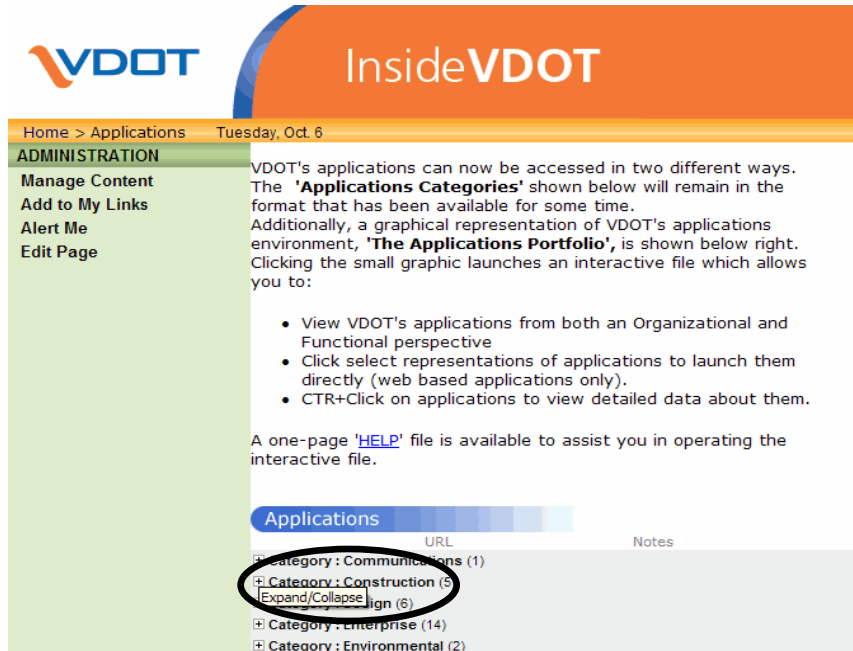 VDOT
InsideVDOT
Home > Applications Tuesday, Oct. 6
ADMINISTRATION
Manage Content
Add to My Links
Alert Me
Edit Page
VDOT's applications can now be accessed in two different ways.
The 'Applications Categories' shown below will remain in the
format that has been available for some time.
Additionally, a graphical representation of VDOT's applications
environment, 'The Applications Portfolio', is shown below right.
Clicking the small graphic launches an interactive file which allows
you to:
• View VDOT's applications from both an Organizational and
Functional perspective
• Click select representations of applications to launch them
directly (web based applications only).
• CTR+Click on applications to view detailed data about them.
A one-page 'HELP' file is available to assist you in operating the
interactive file.
Applications
URL Notes
Category : Communications (1)
Category : Construction (5
Expand/Collapse
(6)
Category : Enterprise (14)
Category : Environmental (2)